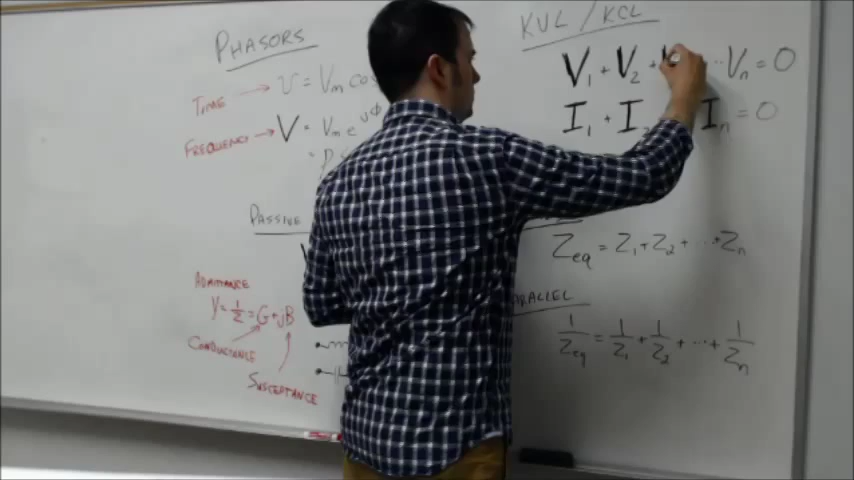 PHASORS
TIME → v = Vm cos
FREQUENCY → V = Vm e^jφ
PASSIVE
ADMITTANCE
Y = 1/Z = G + jB
CONDUCTANCE
SUSCEPTANCE
KVL / KCL
V1 + V2 + ... Vn = 0
I1 + I2 In = 0
Zeq = Z1 + Z2 + ... + Zn
PARALLEL
1/Zeq = 1/Z1 + 1/Z2 + ... + 1/Zn